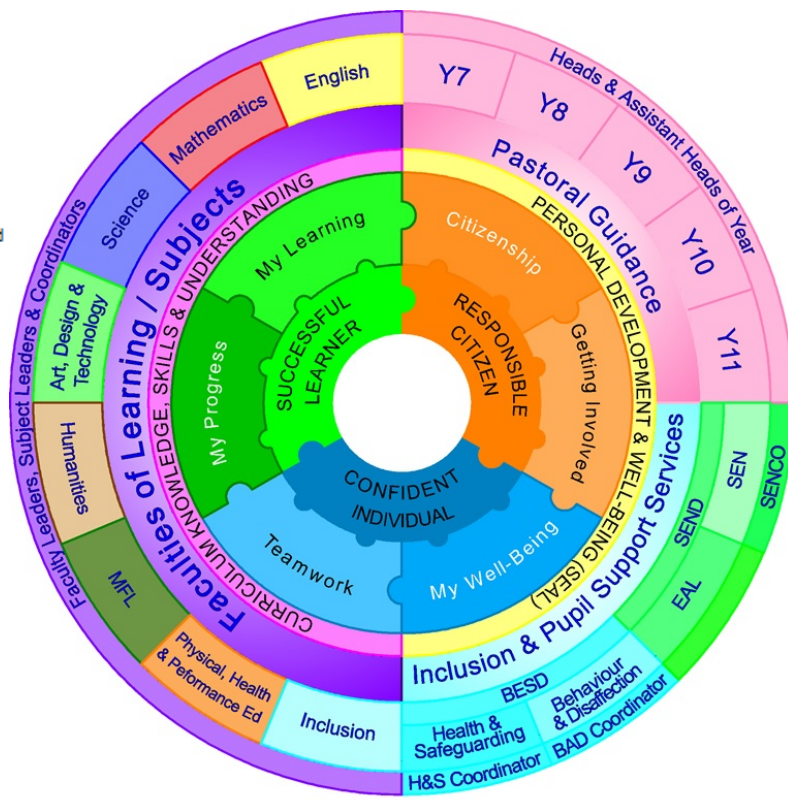 English
Mathematics
Science
Art, Design &
Technology
Humanities
MFL
Physical, Health
& Peformance Ed
Inclusion
Faculty Leaders, Subject Leaders & Coordinators
Faculties of Learning / Subjects
CURRICULUM KNOWLEDGE, SKILLS & UNDERSTANDING
My Learning
My Progress
SUCCESSFUL
LEARNER
Teamwork
My Well-Being
CONFIDENT
INDIVIDUAL
Citizenship
Getting Involved
RESPONSIBLE
CITIZEN
PERSONAL DEVELOPMENT & WELL-BEING (SEAL)
Pastoral Guidance
Y7
Y8
Y9
Y10
Y11
Heads & Assistant Heads of Year
Inclusion & Pupil Support Services
SEND
SEN
SENCO
EAL
BESD
Behaviour
& Disaffection
Health &
Safeguarding
H&S Coordinator
BAD Coordinator